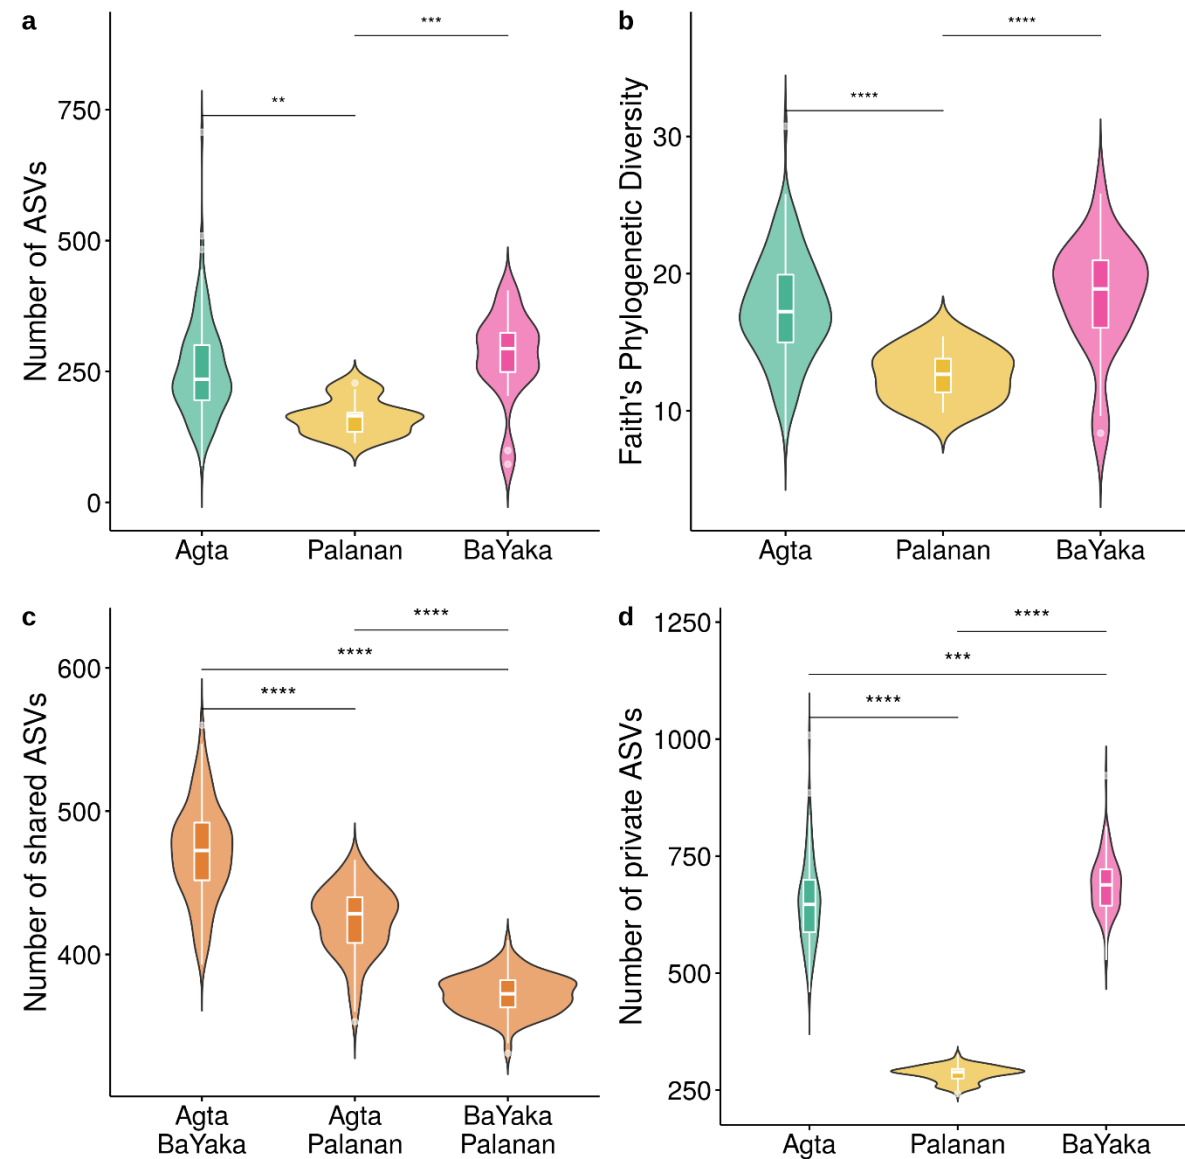 a
***
**
Number of ASVs
750
500
250
0
Agta
Palanan
BaYaka
b
****
****
Faith's Phylogenetic Diversity
30
20
10
Agta
Palanan
BaYaka
c
****
****
****
Number of shared ASVs
600
500
400
Agta
BaYaka
Agta
Palanan
BaYaka
Palanan
d
****
***
****
Number of private ASVs
1250
1000
750
500
250
Agta
Palanan
BaYaka